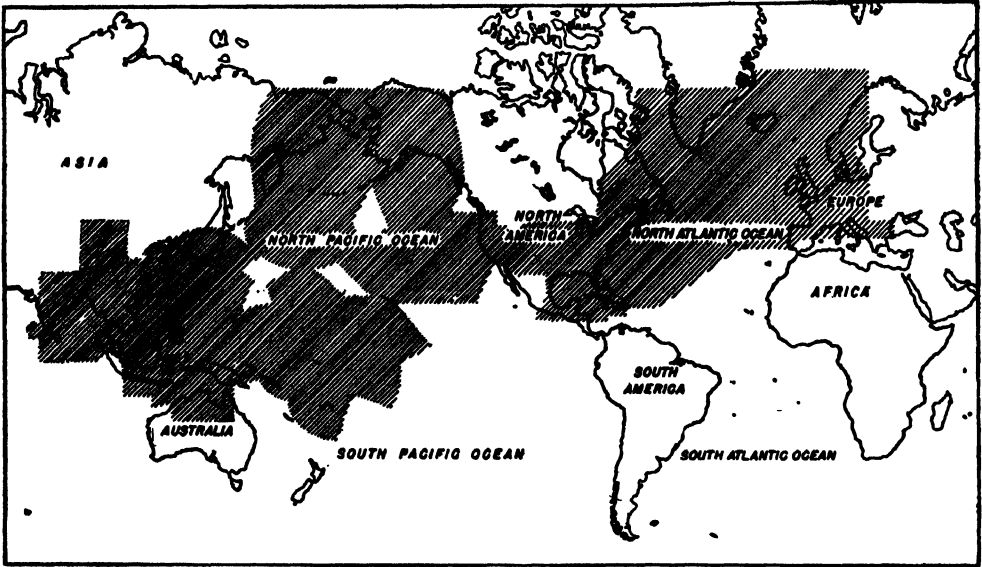 ASIA
NORTH PACIFIC OCEAN
NORTH
AMERICA
NORTH ATLANTIC OCEAN
EUROPE
AFRICA
SOUTH
AMERICA
AUSTRALIA
SOUTH PACIFIC OCEAN
SOUTH ATLANTIC OCEAN